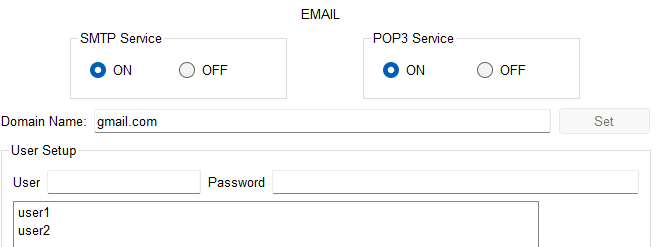 EMAIL
SMTP Service
POP3 Service
ON
OFF
ON
OFF
Domain Name: gmail.com Set
User Setup
User Password
user1
user2